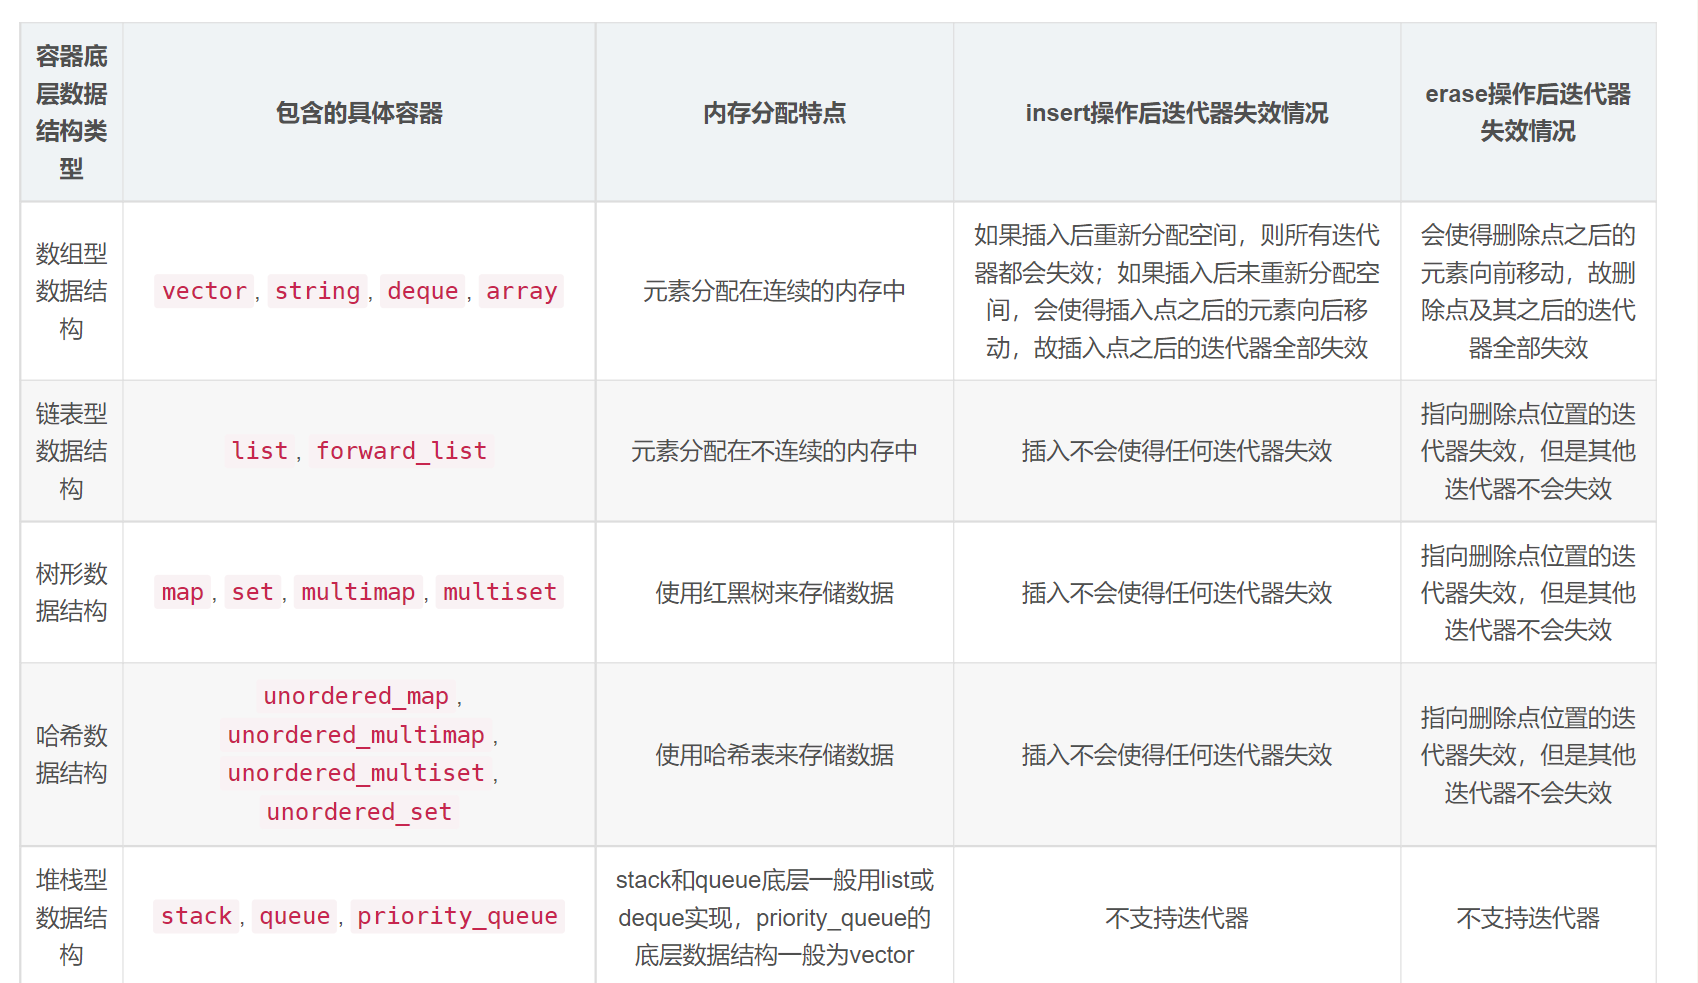 容器底
层数据
结构类
型
包含的具体容器
内存分配特点
insert操作后迭代器失效情况
erase操作后迭代器
失效情况
数组型
数据结
构
vector, string, deque, array
元素分配在连续的内存中
如果插入后重新分配空间，则所有迭代
器都会失效；如果插入后未重新分配空
间，会使得插入点之后的元素向后移
动，故插入点之后的迭代器全部失效
会使得删除点之后的
元素向前移动，故删
除点及其之后的迭代
器全部失效
链表型
数据结
构
list, forward_list
元素分配在不连续的内存中
插入不会使得任何迭代器失效
指向删除点位置的迭
代器失效，但是其他
迭代器不会失效
树形数
据结构
map, set, multimap, multiset
使用红黑树来存储数据
插入不会使得任何迭代器失效
指向删除点位置的迭
代器失效，但是其他
迭代器不会失效
哈希数
据结构
unordered_map,
unordered_multimap,
unordered_multiset,
unordered_set
使用哈希表来存储数据
插入不会使得任何迭代器失效
指向删除点位置的迭
代器失效，但是其他
迭代器不会失效
堆栈型
数据结
构
stack, queue, priority_queue
stack和queue底层一般用list或
deque实现，priority_queue的
底层数据结构一般为vector
不支持迭代器
不支持迭代器